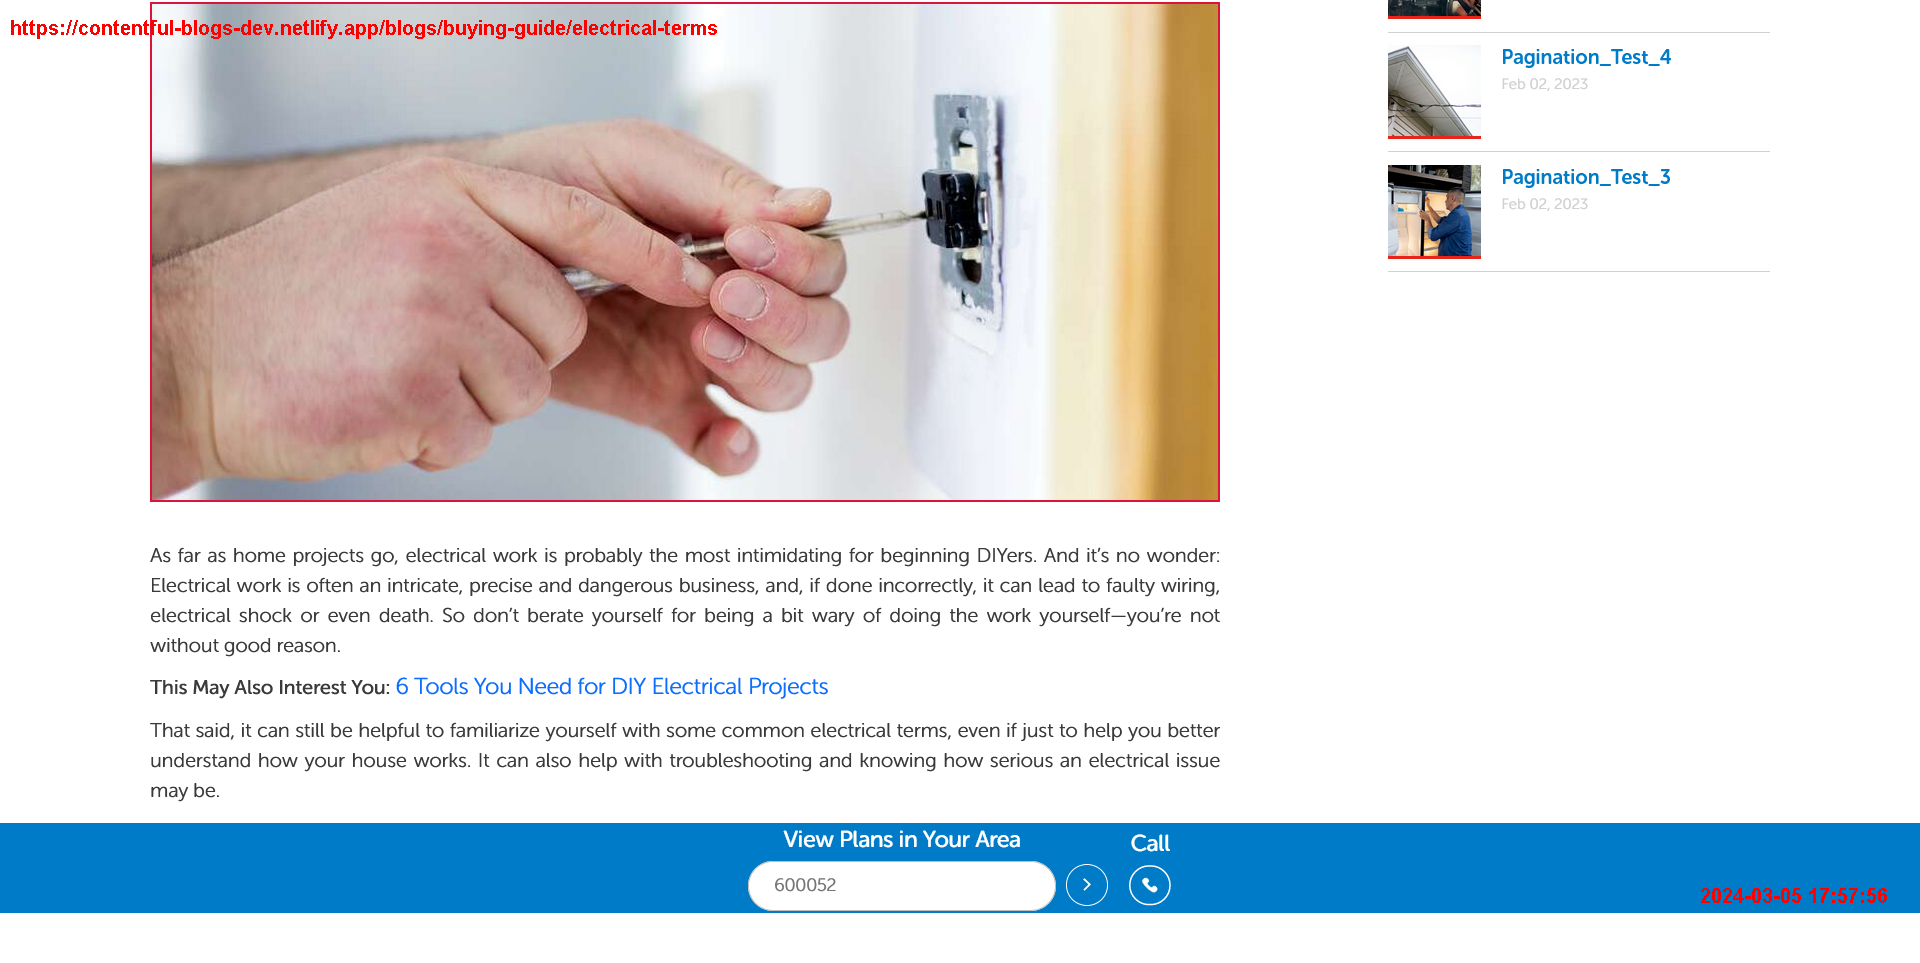 https://contentful-blogs-dev.netlify.app/blogs/buying-guide/electrical-terms
Pagination_Test_4
Feb 02, 2023
Pagination_Test_3
Feb 02, 2023
As far as home projects go, electrical work is probably the most intimidating for beginning DIYers. And it’s no wonder:
Electrical work is often an intricate, precise and dangerous business, and, if done incorrectly, it can lead to faulty wiring,
electrical shock or even death. So don’t berate yourself for being a bit wary of doing the work yourself—you’re not
without good reason.
This May Also Interest You: 6 Tools You Need for DIY Electrical Projects
That said, it can still be helpful to familiarize yourself with some common electrical terms, even if just to help you better
understand how your house works. It can also help with troubleshooting and knowing how serious an electrical issue
may be.
View Plans in Your Area
Call
600052
2024-03-05 17:57:56